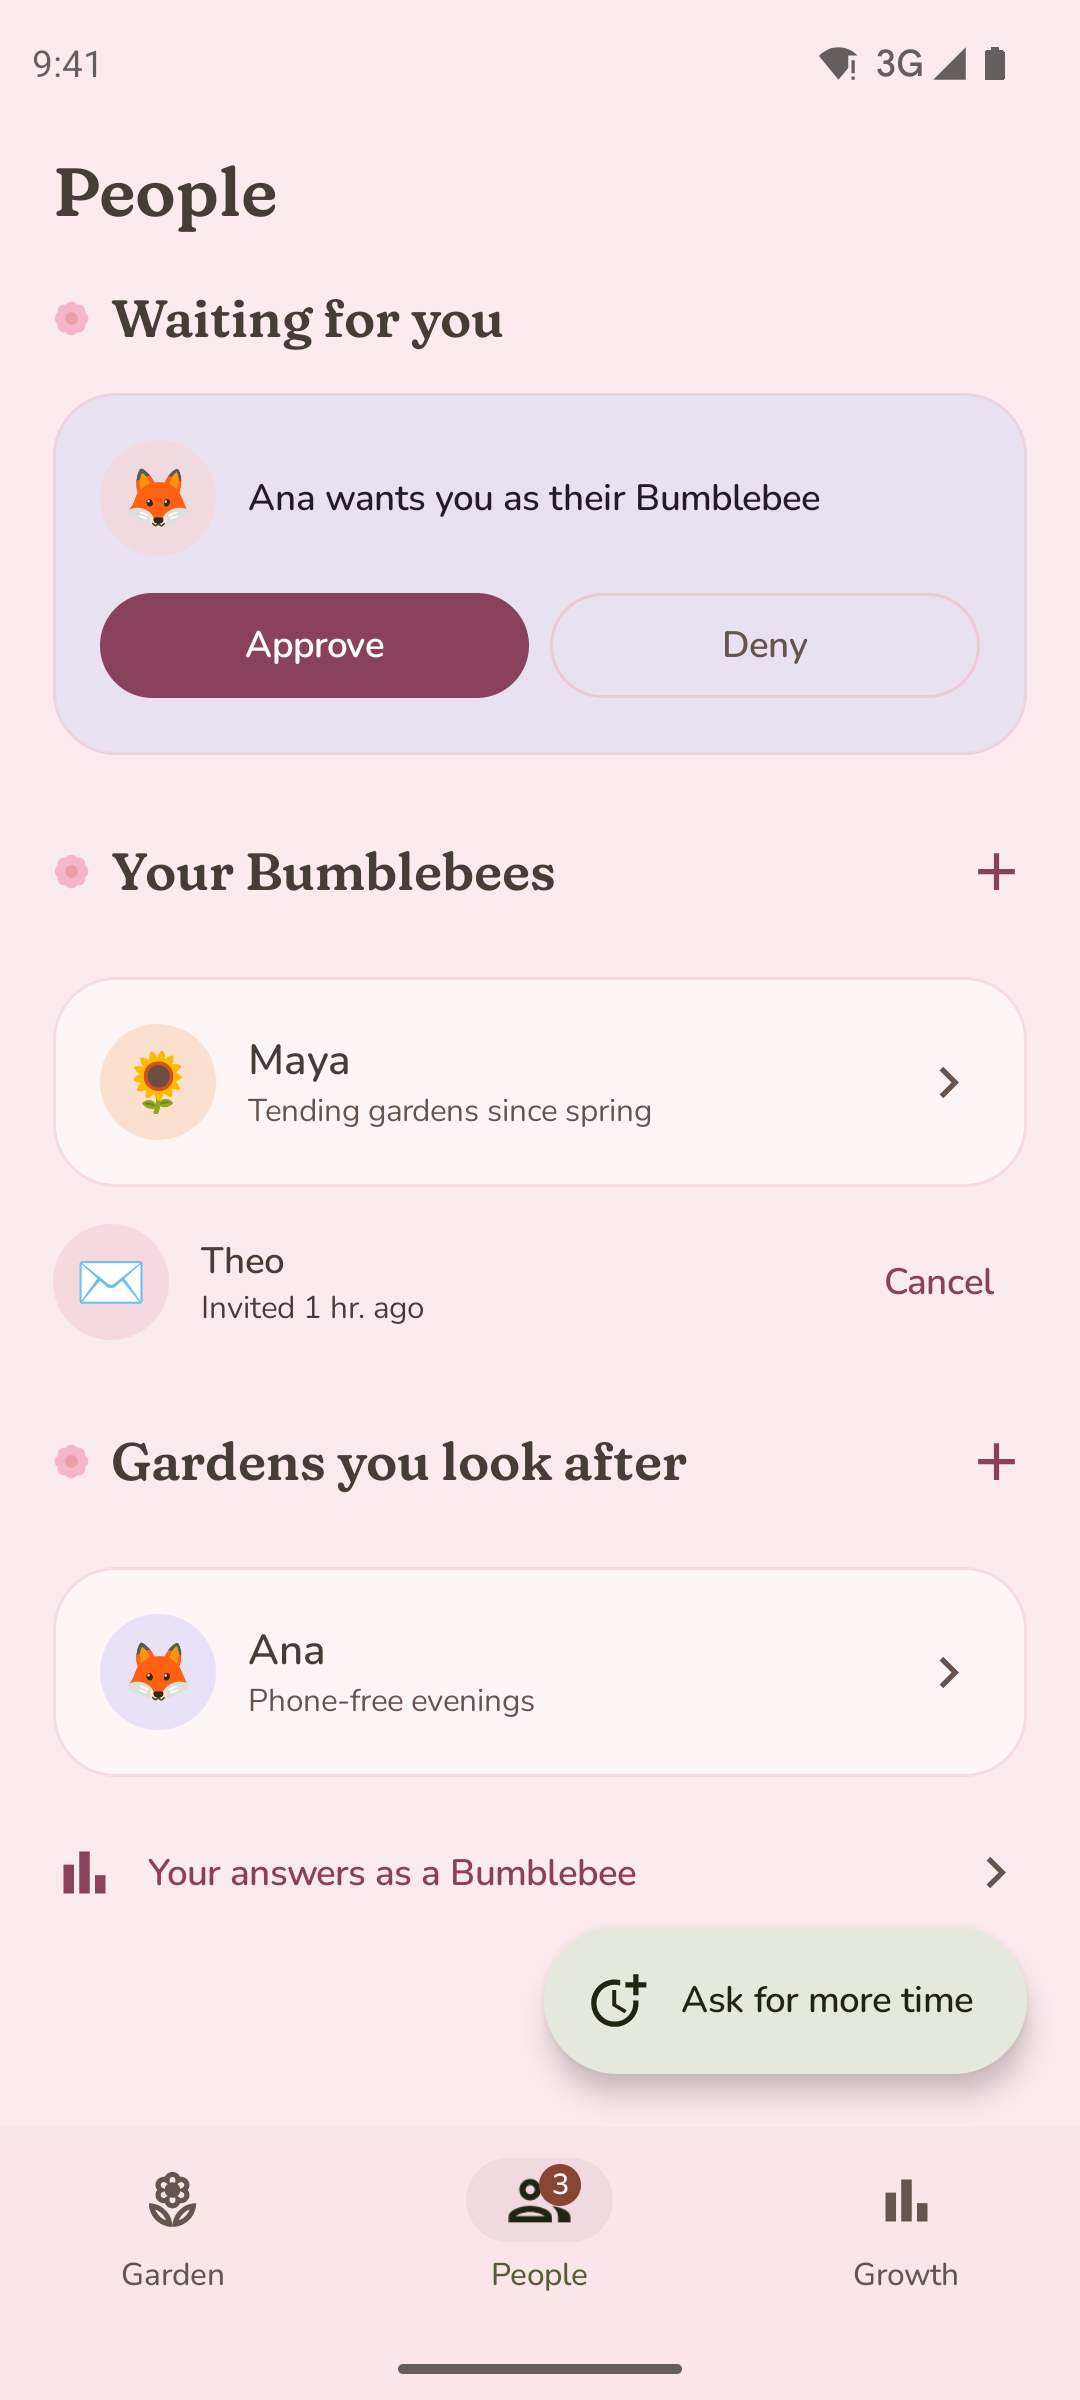 9:41
3G
People
Waiting for you
Ana wants you as their Bumblebee
Approve
Deny
Your Bumblebees
Maya
Tending gardens since spring
Theo
Invited 1 hr. ago
Cancel
Gardens you look after
Ana
Phone-free evenings
Your answers as a Bumblebee
Ask for more time
3
Garden
People
Growth